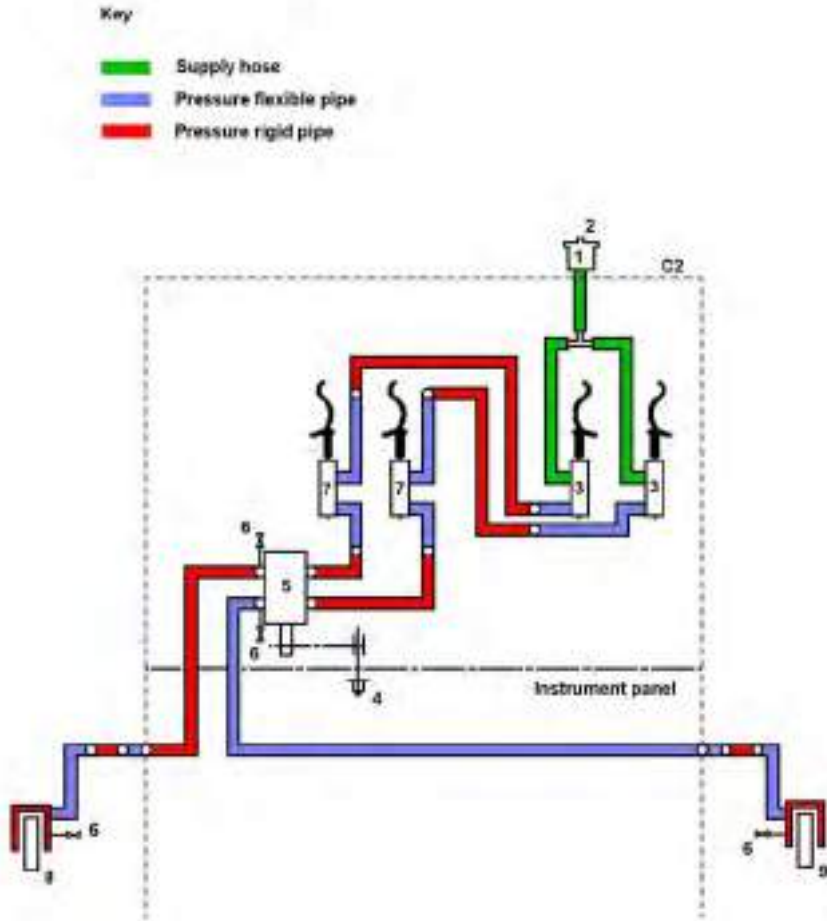 Key
Supply hose
Pressure flexible pipe
Pressure rigid pipe
2
1
C2
7
7
3
3
6
5
6
4
Instrument panel
6
8
6
9